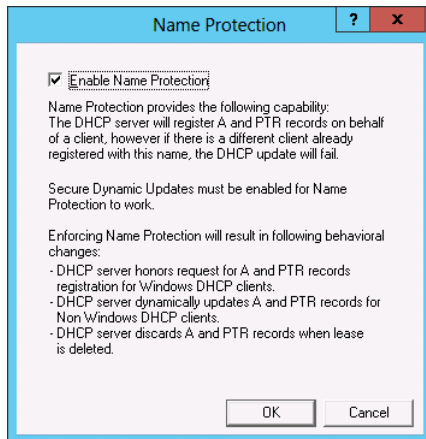 Name Protection
? x
Enable Name Protection
Name Protection provides the following capability:
The DHCP server will register A and PTR records on behalf
of a client, however if there is a different client already
registered with this name, the DHCP update will fail.
Secure Dynamic Updates must be enabled for Name
Protection to work.
Enforcing Name Protection will result in following behavioral
changes:
- DHCP server honors request for A and PTR records
registration for Windows DHCP clients.
- DHCP server dynamically updates A and PTR records for
Non Windows DHCP clients.
- DHCP server discards A and PTR records when lease
is deleted.
OK Cancel